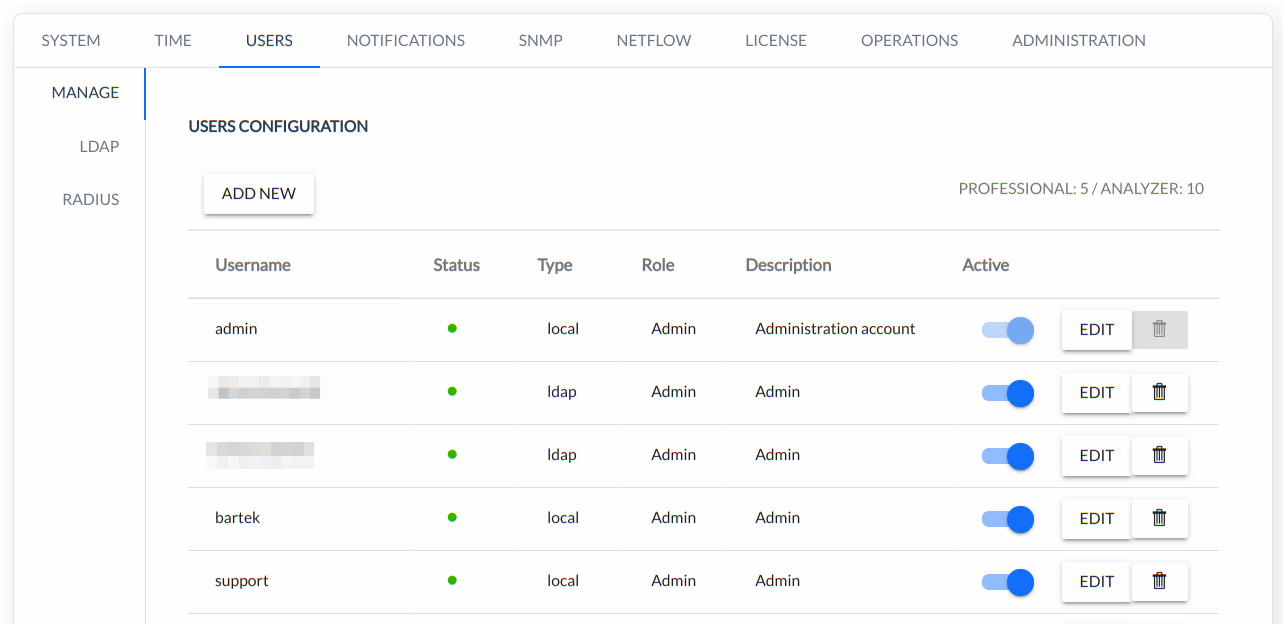 SYSTEM TIME USERS NOTIFICATIONS SNMP NETFLOW LICENSE OPERATIONS ADMINISTRATION
MANAGE
LDAP
RADIUS
USERS CONFIGURATION
ADD NEW
PROFESSIONAL: 5 / ANALYZER: 10
Username Status Type Role Description Active
admin local Admin Administration account EDIT
ldap Admin Admin EDIT
ldap Admin Admin EDIT
bartek local Admin Admin EDIT
support local Admin Admin EDIT